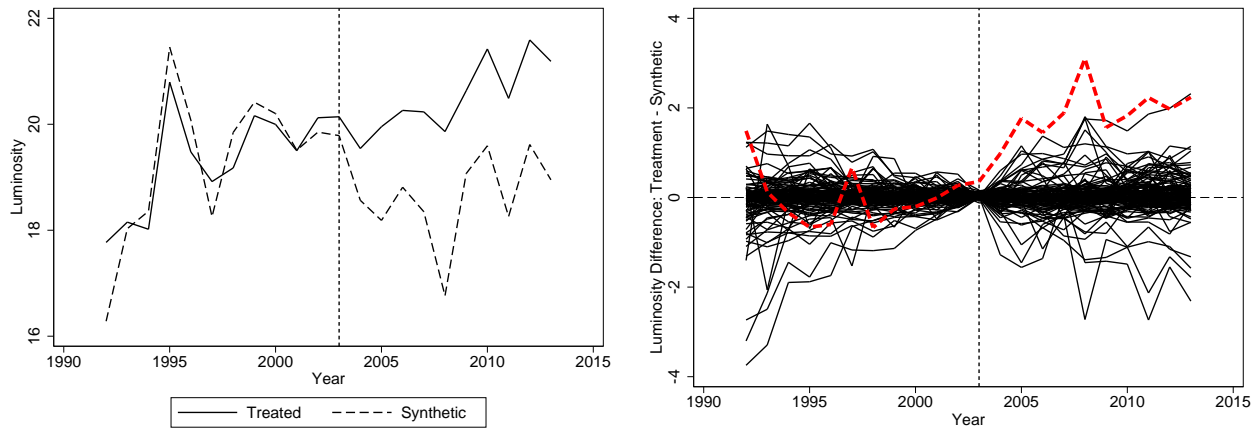 Luminosity
22
20
18
16
1990 1995 2000 2005 2010 2015
Year
Treated Synthetic
Luminosity Difference: Treatment - Synthetic
4
2
0
-2
-4
1990 1995 2000 2005 2010 2015
Year